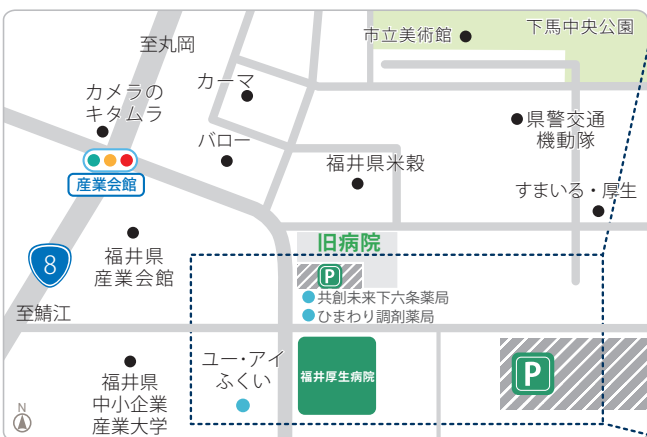 下馬中央公園
市立美術館
至丸岡
カーマ
カメラの
キタムラ
県警交通
機動隊
バロー
福井県米穀
産業会館
すまいる・厚生
旧病院
福井県
産業会館
8
P
共創未来下六条薬局
ひまわり調剤薬局
至鯖江
ユー・アイ
ふくい
福井厚生病院
P
福井県
中小企業
産業大学
N